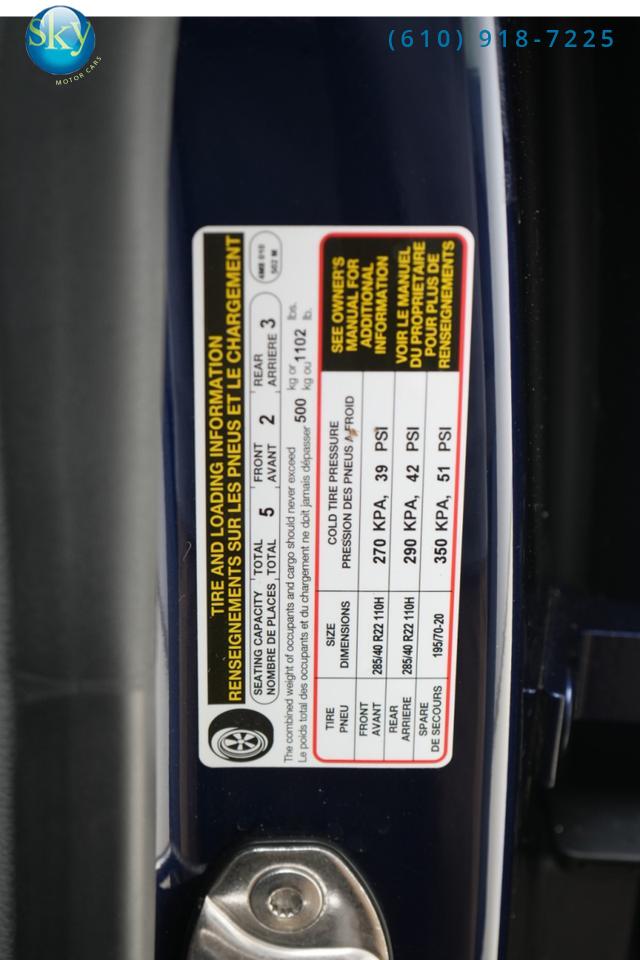 Sky
MOTOR CARS
(610) 918-7225
TIRE AND LOADING INFORMATION
RENSEIGNEMENTS SUR LES PNEUS ET LE CHARGEMENT
SEATING CAPACITY TOTAL 5 FRONT 2 REAR 3
NOMBRE DE PLACES TOTAL AVANT ARRIERE
4M8 010
502 M
The combined weight of occupants and cargo should never exceed 500 kg or 1102 lbs.
Le poids total des occupants et du chargement ne doit jamais dépasser kg ou lb.
TIRE SIZE COLD TIRE PRESSURE
PNEU DIMENSIONS PRESSION DES PNEUS A FROID
FRONT
AVANT 285/40 R22 110H 270 KPA, 39 PSI
REAR
ARRIERE 285/40 R22 110H 290 KPA, 42 PSI
SPARE
DE SECOURS 195/70-20 350 KPA, 51 PSI
SEE OWNER'S
MANUAL FOR
ADDITIONAL
INFORMATION
VOIR LE MANUEL
DU PROPRIETAIRE
POUR PLUS DE
RENSEIGNEMENTS